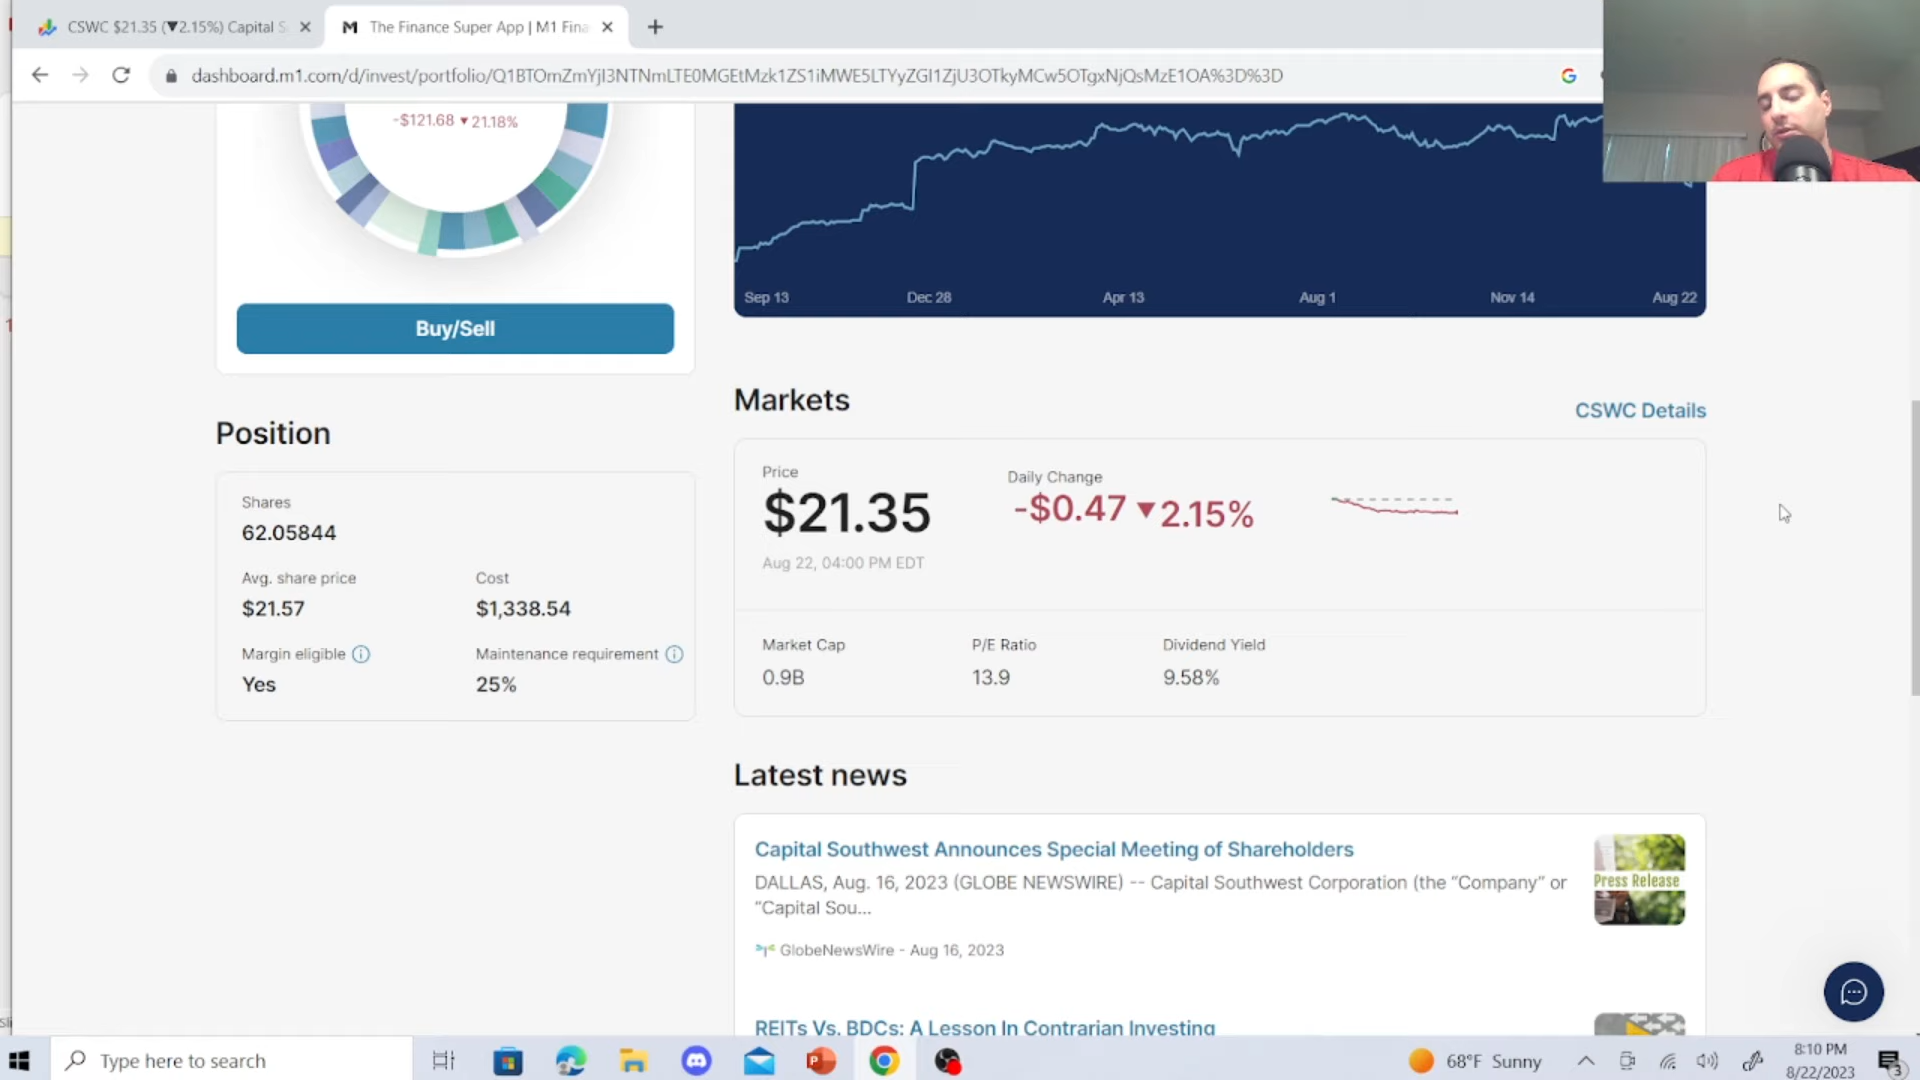 CSWC $21.35 (▼2.15%) Capital S
The Finance Super App | M1 Fina
dashboard.m1.com/d/invest/portfolio/Q1BTOmZmYjI3NTNmLTE0MGEtMzk1ZS1iMWE5LTYyZGI1ZjU3OTkyMCw5OTgxNjQsMzE1OA%3D%3D
-$121.68 ▼ 21.18%
Sep 13
Dec 28
Apr 13
Aug 1
Nov 14
Aug 22
Buy/Sell
Position
Shares
62.05844
Avg. share price
Cost
$21.57
$1,338.54
Margin eligible
Maintenance requirement
Yes
25%
Markets
CSWC Details
Price
Daily Change
$21.35
-$0.47 ▼ 2.15%
Aug 22, 04:00 PM EDT
Market Cap
P/E Ratio
Dividend Yield
0.9B
13.9
9.58%
Latest news
Capital Southwest Announces Special Meeting of Shareholders
DALLAS, Aug. 16, 2023 (GLOBE NEWSWIRE) -- Capital Southwest Corporation (the “Company” or
“Capital Sou...
Press Release
GlobeNewsWire - Aug 16, 2023
REITs Vs. BDCs: A Lesson In Contrarian Investing
Type here to search
68°F Sunny
8:10 PM
8/22/2023
3